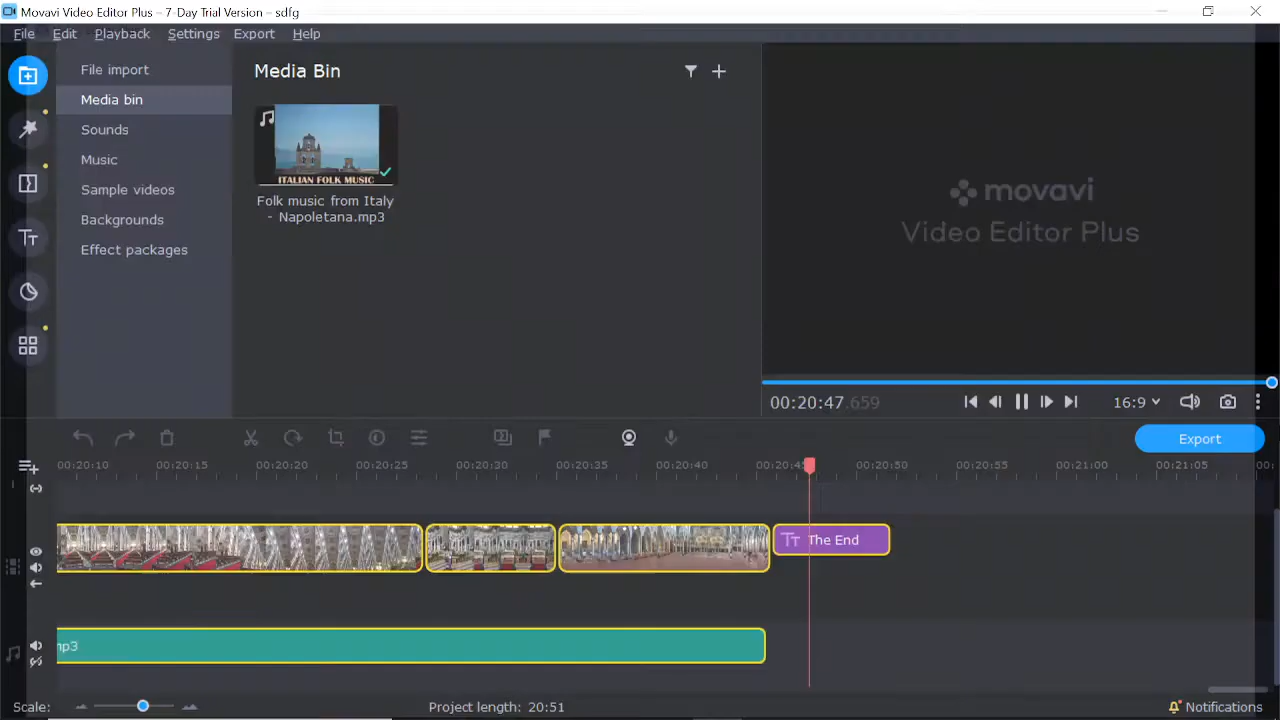 Movavi Video Editor Plus – 7-Day Trial Version – sdfg
File Edit Playback Settings Export Help
File import
Media bin
Sounds
Music
Sample videos
Backgrounds
Effect packages
Media Bin
ITALIAN FOLK MUSIC
Folk music from Italy
- Napoletana.mp3
movavi
Video Editor Plus
00:20:47.659
16:9
Export
00:20:10 00:20:15 00:20:20 00:20:25 00:20:30 00:20:35 00:20:40 00:20:50 00:20:55 00:21:00 00:21:05
Tт The End
mp3
Scale:
Project length: 20:51
Notifications